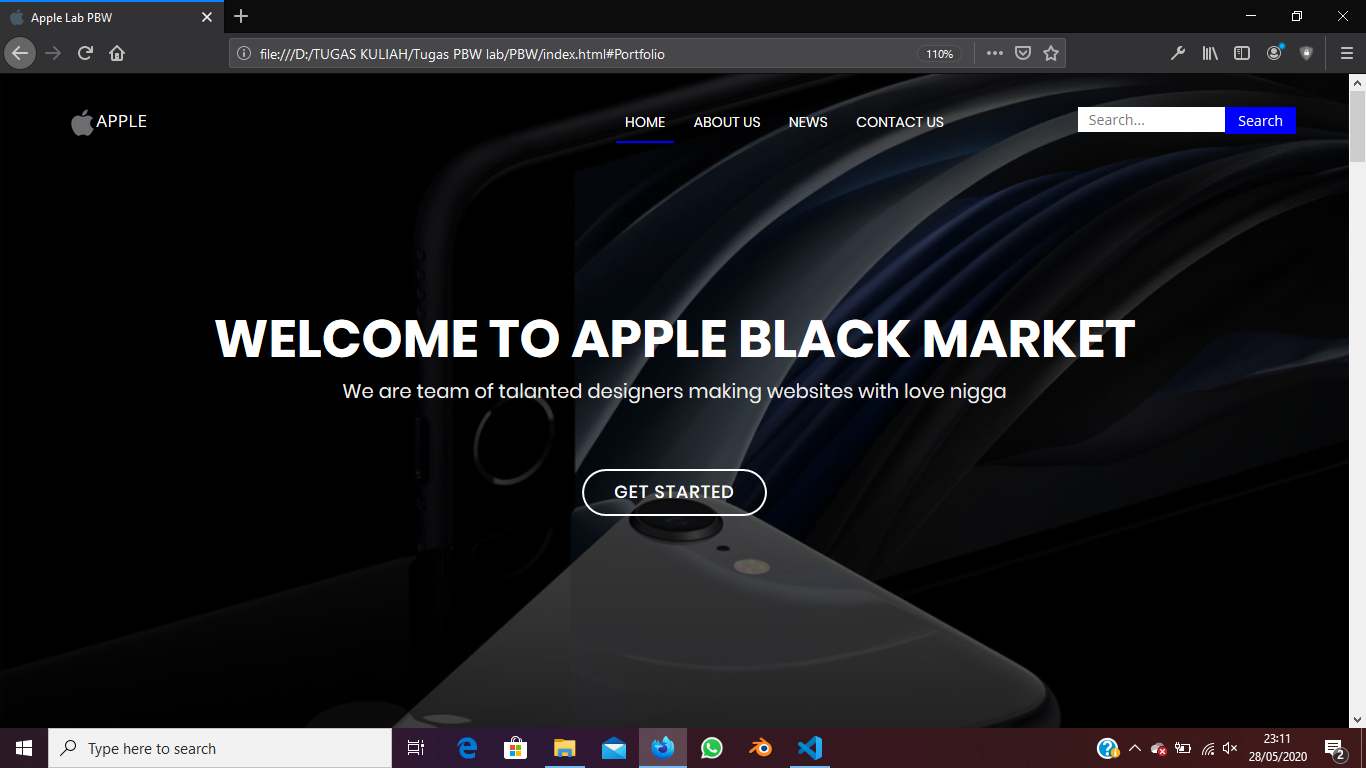 Apple Lab PBW
file:///D:/TUGAS KULIAH/Tugas PBW lab/PBW/index.html#Portfolio
110%
APPLE
HOME
ABOUT US
NEWS
CONTACT US
Search...
Search
WELCOME TO APPLE BLACK MARKET
We are team of talanted designers making websites with love nigga
GET STARTED
Type here to search
23:11
28/05/2020
2